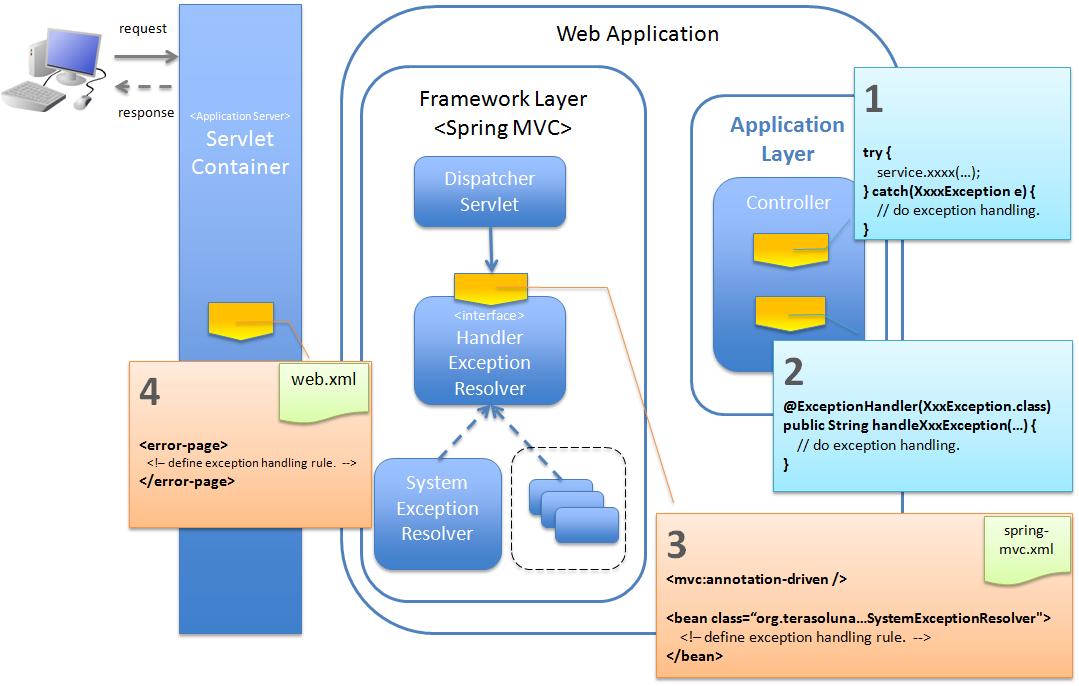 request
response
<Application Server>
Servlet
Container
Web Application
Framework Layer
<Spring MVC>
Dispatcher
Servlet
<interface>
Handler
Exception
Resolver
System
Exception
Resolver
Application
Layer
Controller
1
try {
service.xxxx(…);
} catch(XxxxException e) {
// do exception handling.
}
2
@ExceptionHandler(XxxException.class)
public String handleXxxException(…) {
// do exception handling.
}
3
spring-
mvc.xml
<mvc:annotation-driven />
<bean class=“org.terasoluna…SystemExceptionResolver">
<!– define exception handling rule.  -->
</bean>
4
web.xml
<error-page>
<!– define exception handling rule.  -->
</error-page>